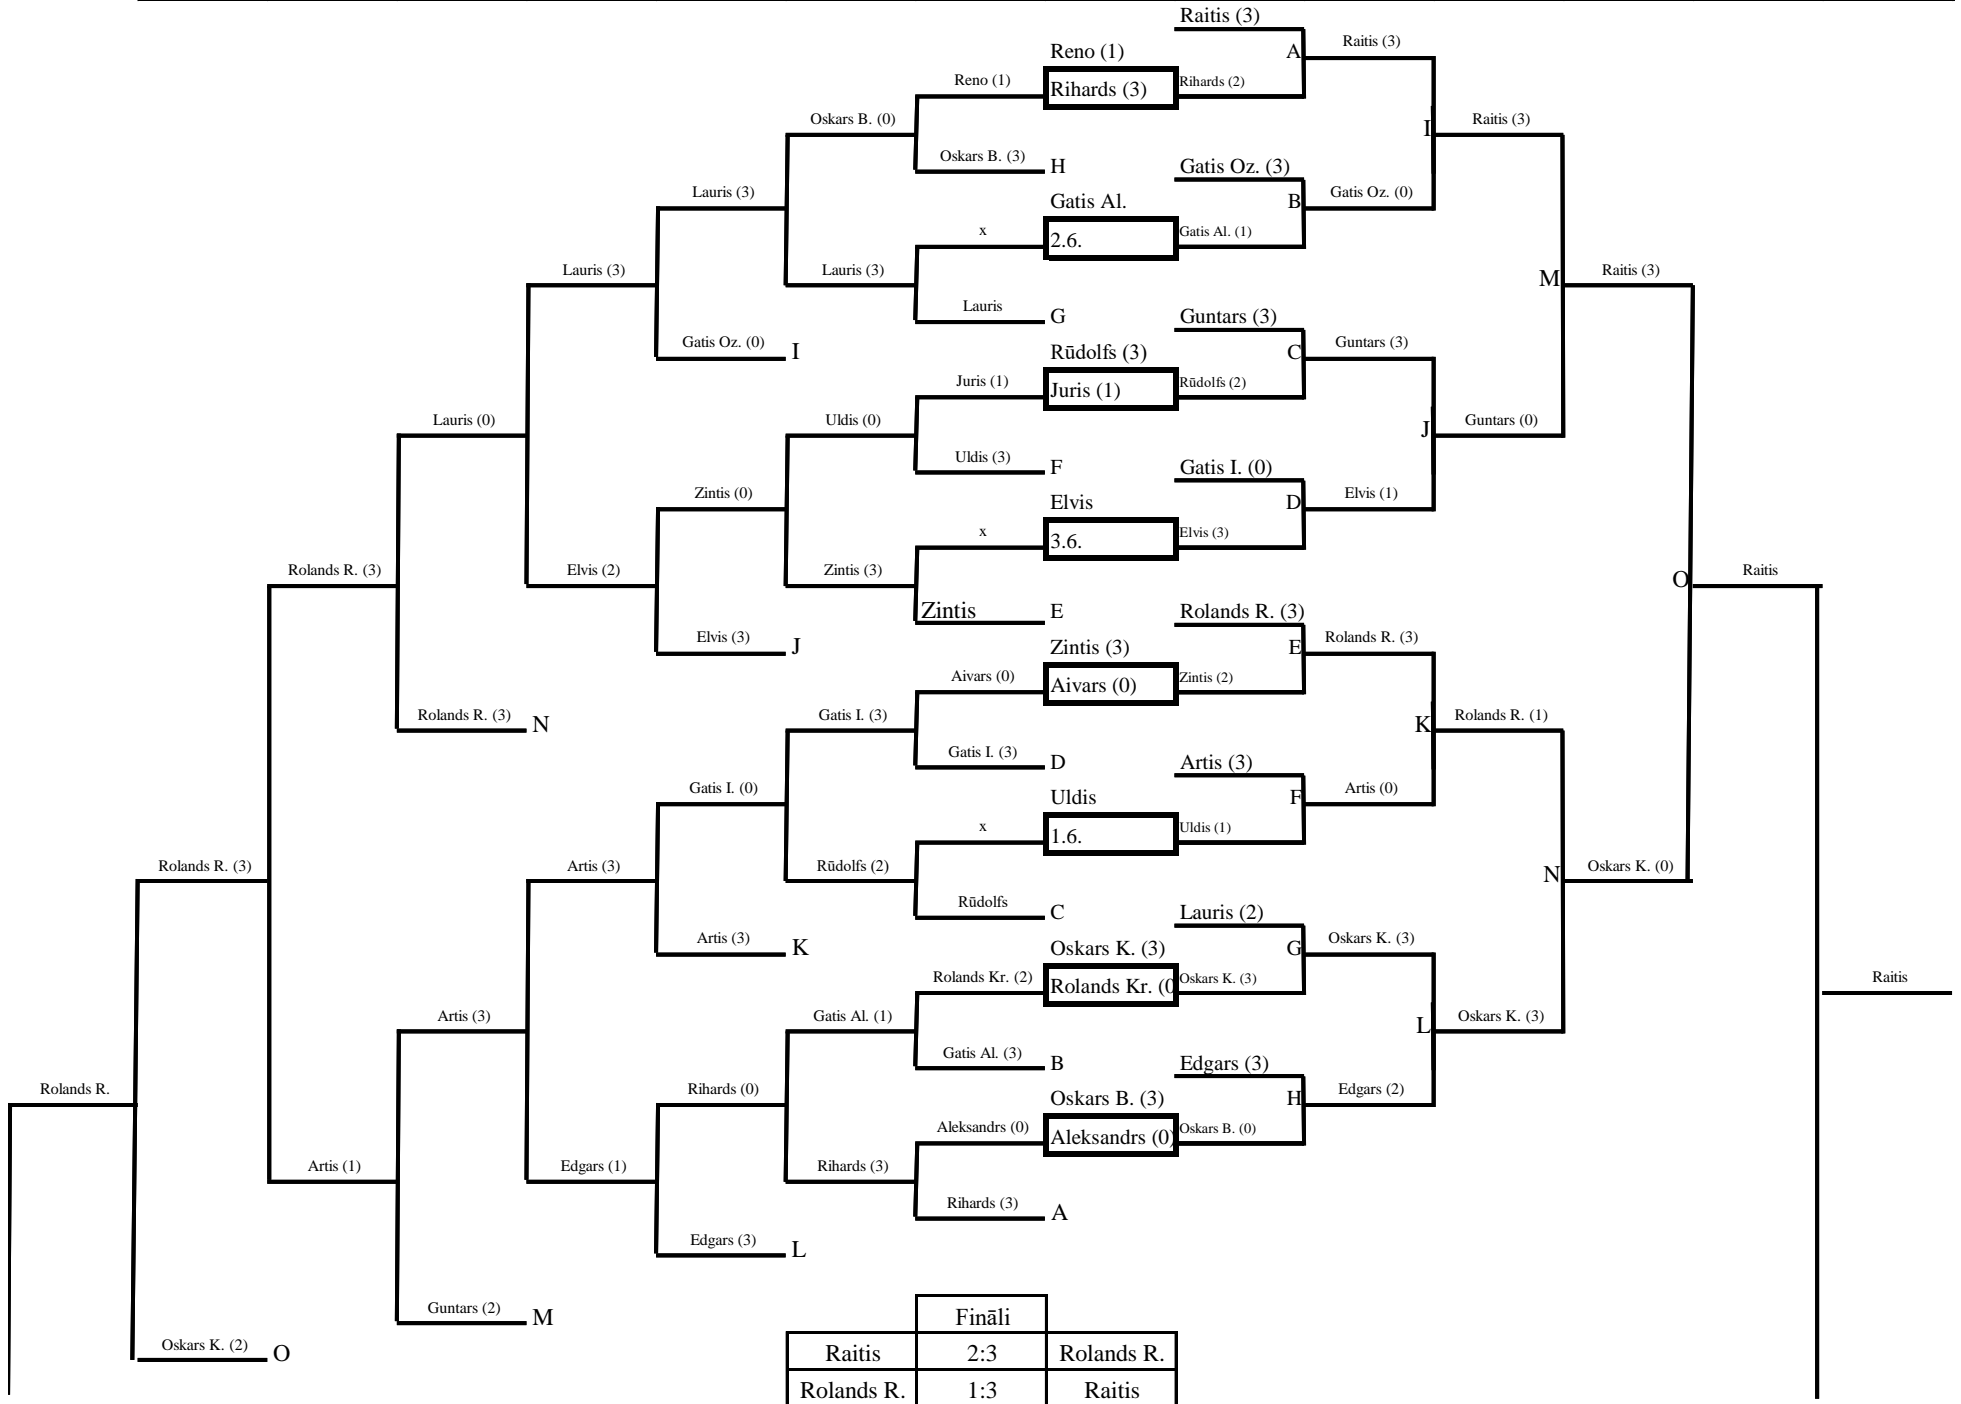 Raitis (3)
Reno (1)
A
Raitis (3)
Reno (1)
Rihards (3)
Rihards (2)
Oskars B. (0)
I
Raitis (3)
Oskars B. (3)
H
Gatis Oz. (3)
Lauris (3)
Gatis Al.
B
Gatis Oz. (0)
x
2.6.
Gatis Al. (1)
Lauris (3)
Lauris (3)
M
Raitis (3)
Lauris
G
Guntars (3)
Gatis Oz. (0)
I
Rūdolfs (3)
C
Guntars (3)
Juris (1)
Juris (1)
Rūdolfs (2)
Lauris (0)
Uldis (0)
J
Guntars (0)
Uldis (3)
F
Gatis I. (0)
Zintis (0)
Elvis
D
Elvis (1)
x
3.6.
Elvis (3)
Rolands R. (3)
Elvis (2)
Zintis (3)
O
Raitis
Zintis
E
Rolands R. (3)
Elvis (3)
J
Zintis (3)
E
Rolands R. (3)
Aivars (0)
Aivars (0)
Zintis (2)
Rolands R. (3)
N
Gatis I. (3)
K
Rolands R. (1)
Gatis I. (3)
D
Artis (3)
Gatis I. (0)
Uldis
F
Artis (0)
x
1.6.
Uldis (1)
Rolands R. (3)
Artis (3)
Rūdolfs (2)
N
Oskars K. (0)
Rūdolfs
C
Lauris (2)
Artis (3)
K
Oskars K. (3)
G
Oskars K. (3)
Rolands Kr. (2)
Rolands Kr. (0
Oskars K. (3)
Raitis
Artis (3)
Gatis Al. (1)
L
Oskars K. (3)
Gatis Al. (3)
B
Edgars (3)
Rolands R.
Rihards (0)
Oskars B. (3)
H
Edgars (2)
Aleksandrs (0)
Aleksandrs (0)
Oskars B. (0)
Artis (1)
Edgars (1)
Rihards (3)
Rihards (3)
A
Edgars (3)
L
Guntars (2)
M
Fināli
Oskars K. (2)
O
Raitis
2:3
Rolands R.
Rolands R.
1:3
Raitis